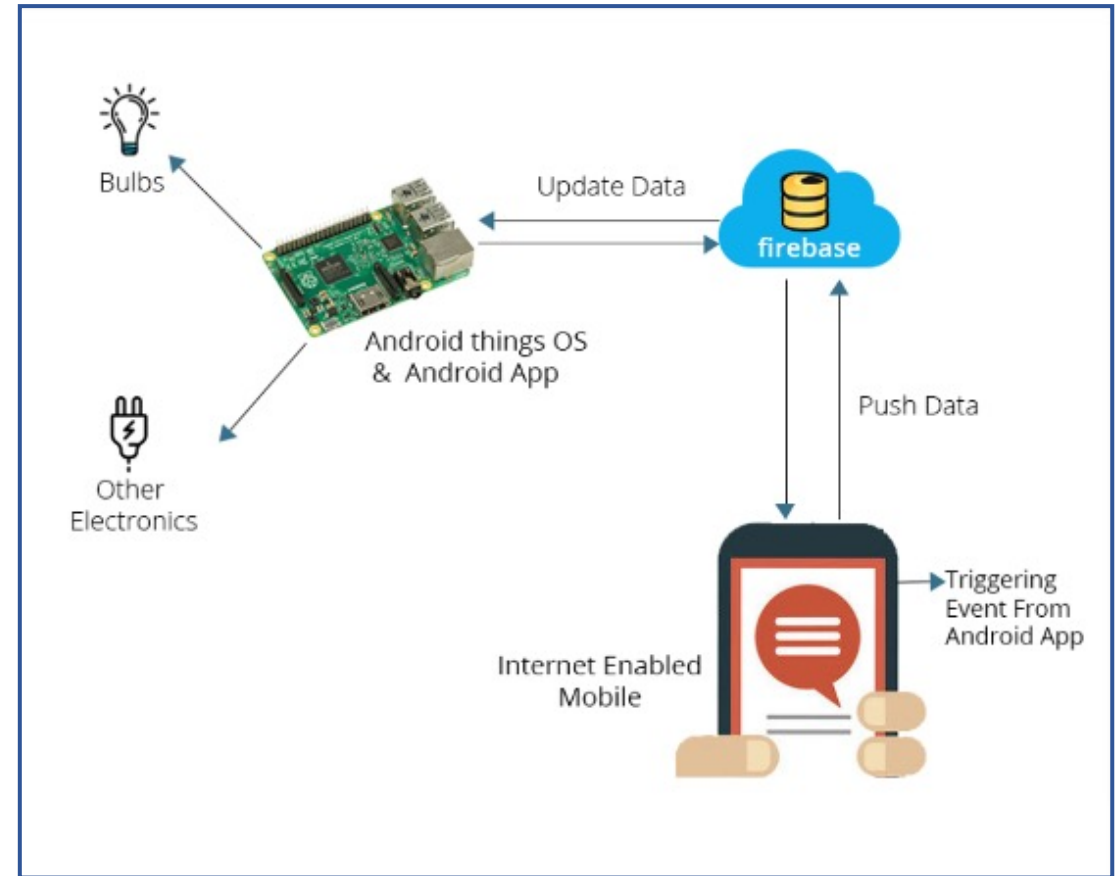 Bulbs
Update Data
firebase
Android things OS
& Android App
Push Data
Other
Electronics
Triggering
Event From
Android App
Internet Enabled
Mobile